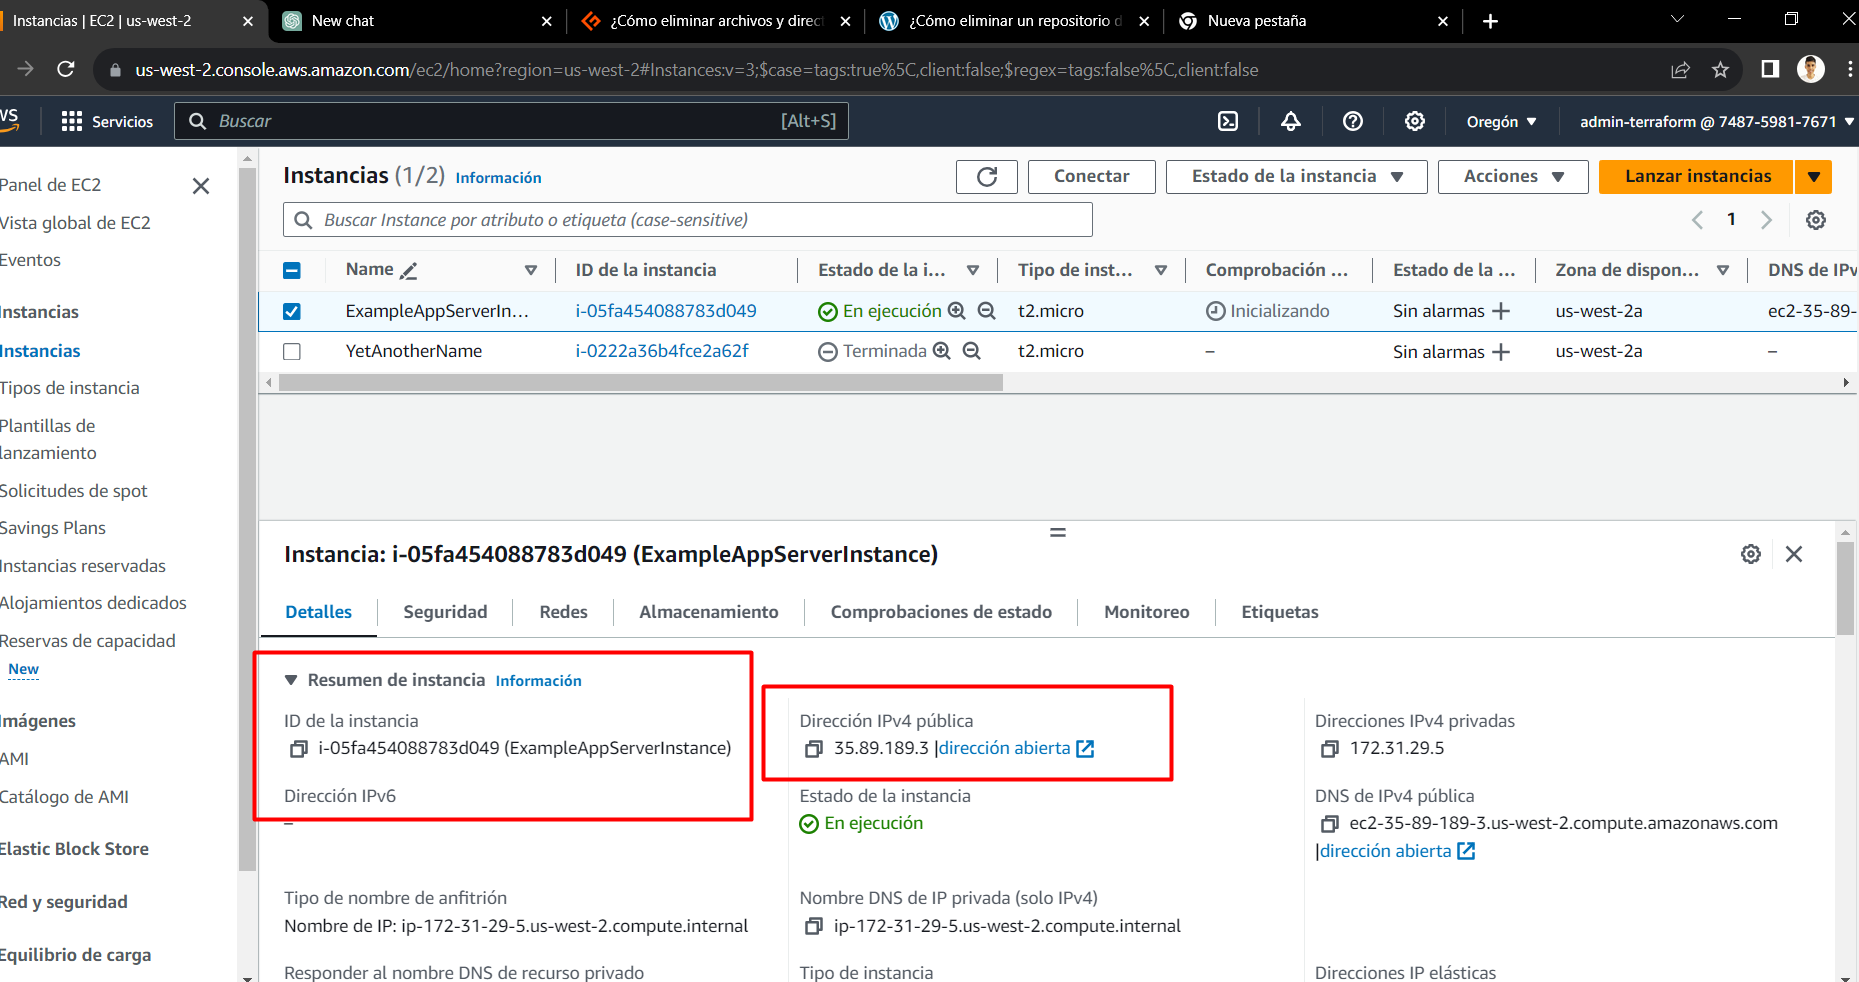 Instancias | EC2 | us-west-2
New chat
¿Cómo eliminar archivos y direc
¿Cómo eliminar un repositorio d
Nueva pestaña
us-west-2.console.aws.amazon.com/ec2/home?region=us-west-2#Instances:v=3;$case=tags:true%5C,client:false;$regex=tags:false%5C,client:false
Servicios
Buscar
[Alt+S]
Oregón
admin-terraform @ 7487-5981-7671
Panel de EC2
Vista global de EC2
Eventos
Instancias
Instancias
Tipos de instancia
Plantillas de
lanzamiento
Solicitudes de spot
Savings Plans
Instancias reservadas
Alojamientos dedicados
Reservas de capacidad
New
Imágenes
AMI
Catálogo de AMI
Elastic Block Store
Red y seguridad
Equilibrio de carga
Instancias (1/2) Información
Conectar
Estado de la instancia
Acciones
Lanzar instancias
Buscar Instance por atributo o etiqueta (case-sensitive)
1
Name ID de la instancia Estado de la i... Tipo de inst... Comprobación ... Estado de la ... Zona de dispon... DNS de IPv
ExampleAppServerIn... i-05fa454088783d049 En ejecución t2.micro Inicializando Sin alarmas + us-west-2a ec2-35-89-
YetAnotherName i-0222a36b4fce2a62f Terminada t2.micro – Sin alarmas + us-west-2a –
Instancia: i-05fa454088783d049 (ExampleAppServerInstance)
Detalles Seguridad Redes Almacenamiento Comprobaciones de estado Monitoreo Etiquetas
Resumen de instancia Información
ID de la instancia
i-05fa454088783d049 (ExampleAppServerInstance)
Dirección IPv4 pública
35.89.189.3 |dirección abierta
Direcciones IPv4 privadas
172.31.29.5
Dirección IPv6
–
Estado de la instancia
En ejecución
DNS de IPv4 pública
ec2-35-89-189-3.us-west-2.compute.amazonaws.com
|dirección abierta
Tipo de nombre de anfitrión
Nombre de IP: ip-172-31-29-5.us-west-2.compute.internal
Nombre DNS de IP privada (solo IPv4)
ip-172-31-29-5.us-west-2.compute.internal
Responder al nombre DNS de recurso privado
Tipo de instancia
Direcciones IP elásticas